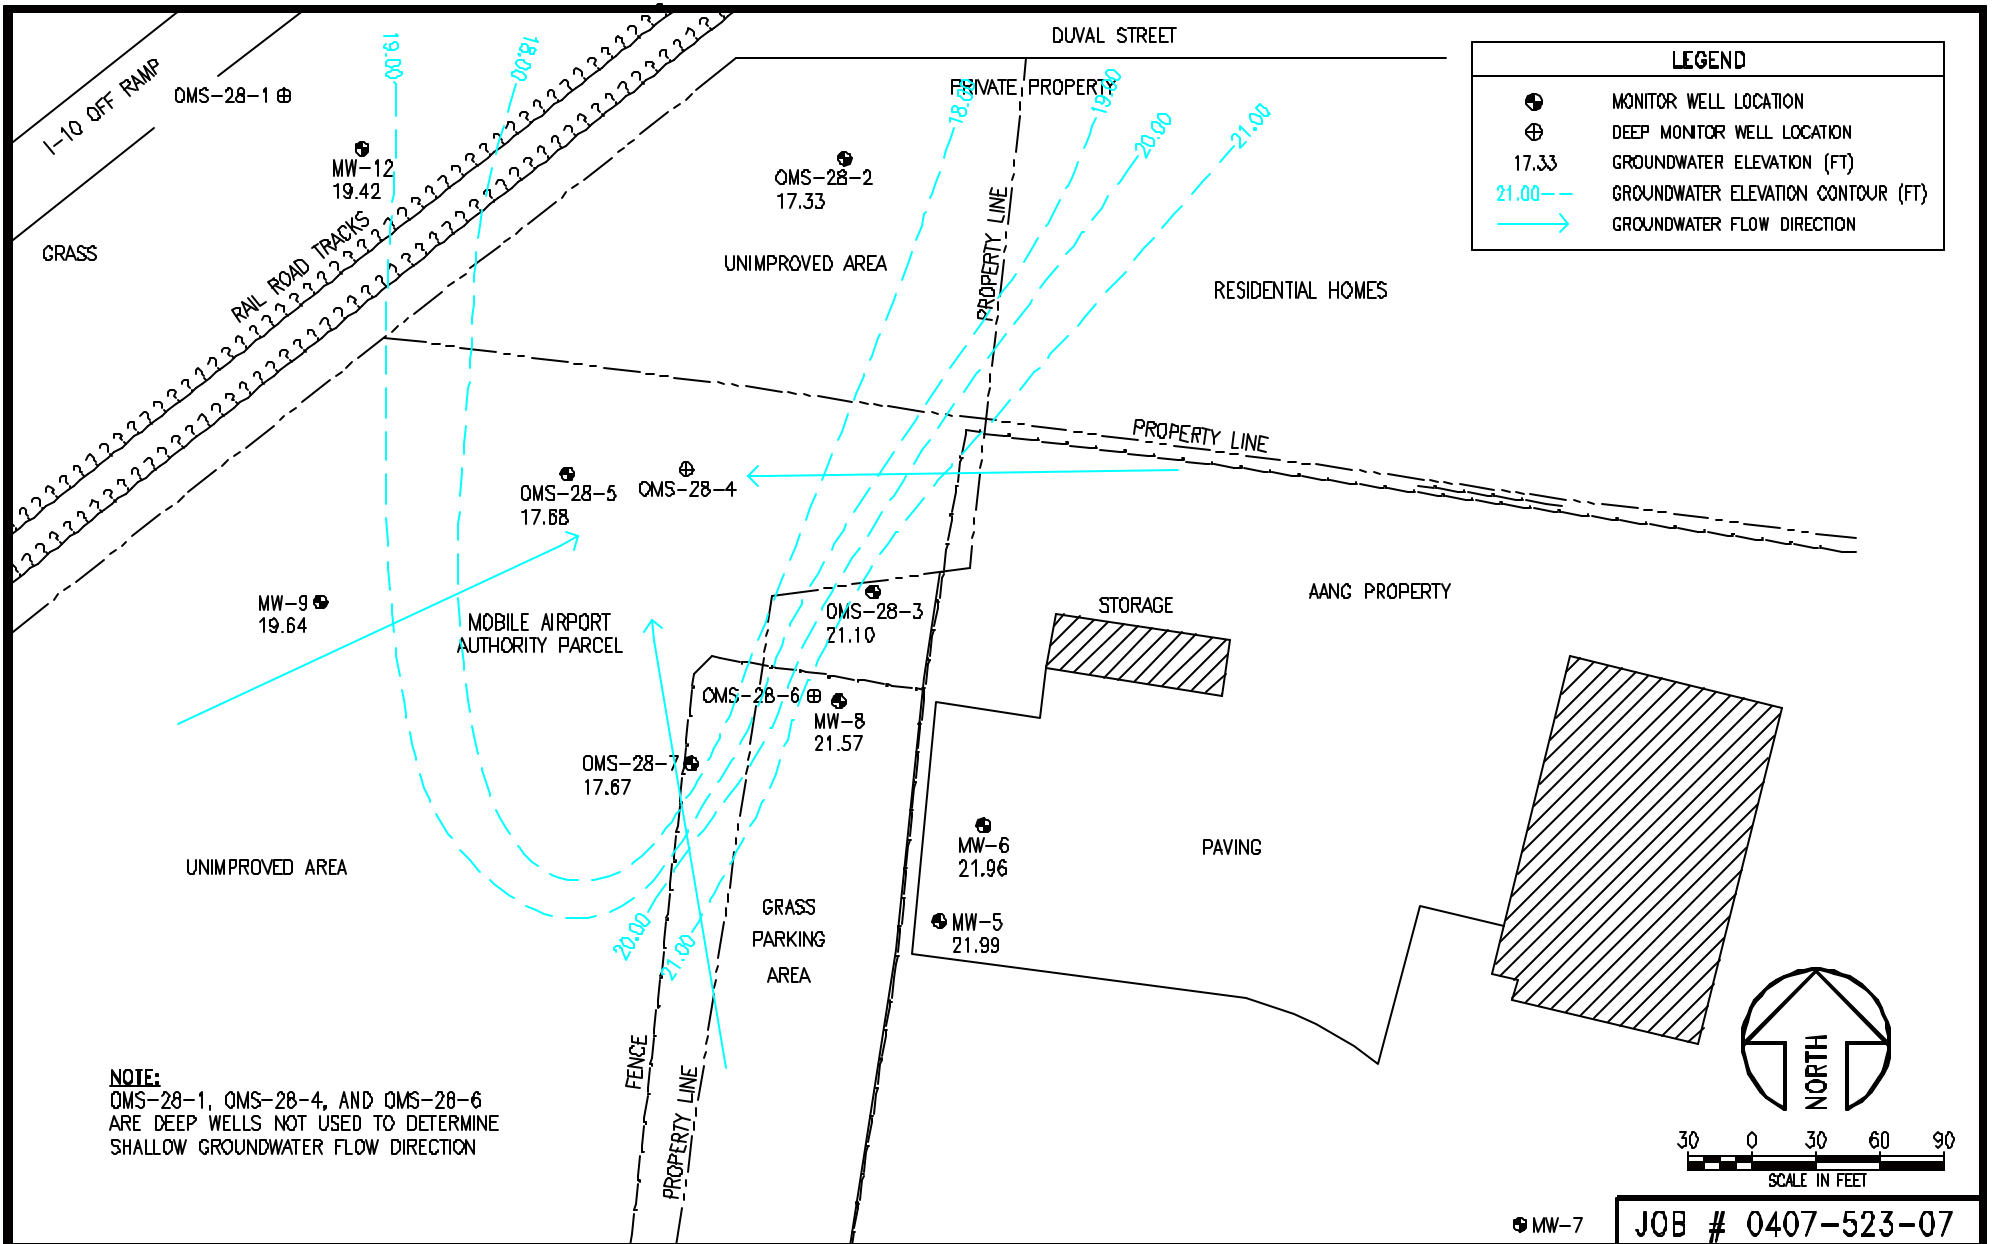 DUVAL STREET
19.00
18.00
I-10 OFF RAMP
OMS-28-1
PRIVATE PROPERTY
18.00
19.00
20.00
21.00
LEGEND
MONITOR WELL LOCATION
DEEP MONITOR WELL LOCATION
17.33 GROUNDWATER ELEVATION (FT)
21.00-- GROUNDWATER ELEVATION CONTOUR (FT)
GROUNDWATER FLOW DIRECTION
MW-12
19.42
OMS-28-2
17.33
GRASS
RAIL ROAD TRACKS
UNIMPROVED AREA
PROPERTY LINE
RESIDENTIAL HOMES
PROPERTY LINE
OMS-28-5
17.68
OMS-28-4
MW-9
19.64
MOBILE AIRPORT
AUTHORITY PARCEL
OMS-28-3
21.10
STORAGE
AANG PROPERTY
OMS-28-6
MW-8
21.57
OMS-28-7
17.67
MW-6
21.96
PAVING
UNIMPROVED AREA
MW-5
21.99
GRASS
PARKING
AREA
20.00
21.00
FENCE
PROPERTY LINE
NOTE:
OMS-28-1, OMS-28-4, AND OMS-28-6
ARE DEEP WELLS NOT USED TO DETERMINE
SHALLOW GROUNDWATER FLOW DIRECTION
NORTH
30 0 30 60 90
SCALE IN FEET
MW-7
JOB # 0407-523-07